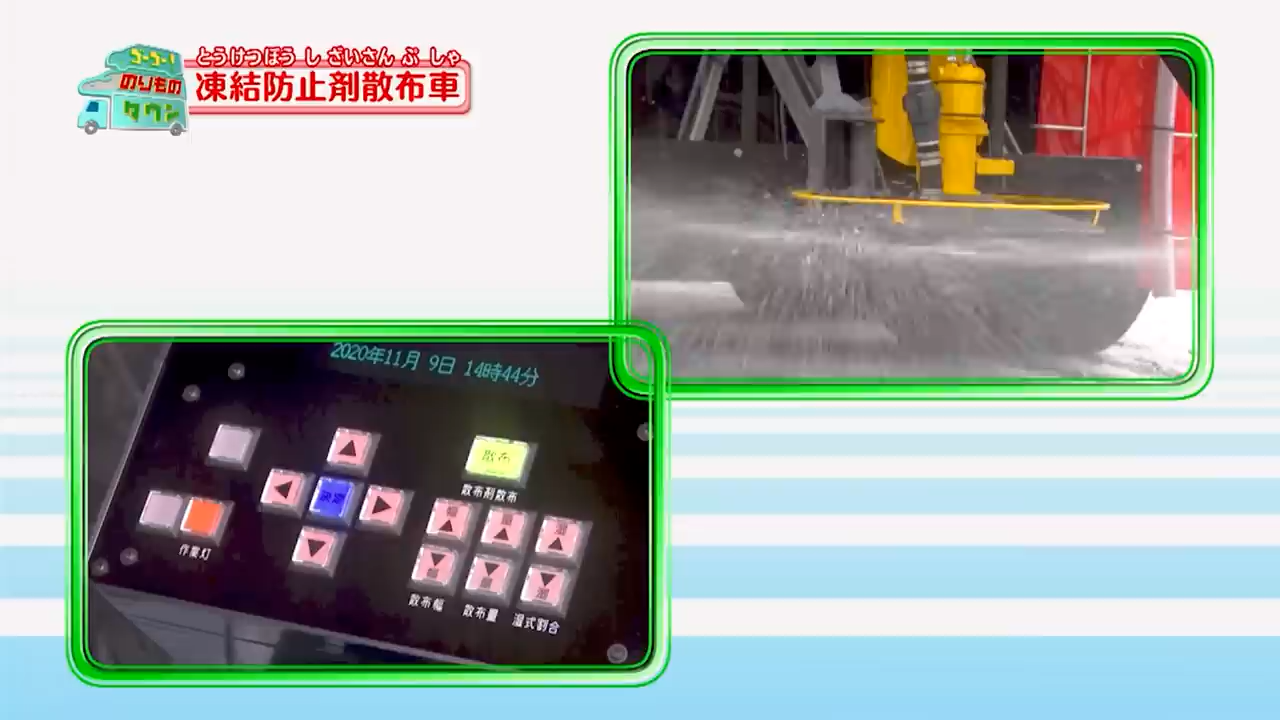 ゴーゴー!
のりもの
タウン
とうけつぼうしざいさんぶしゃ
凍結防止剤散布車
2020年11月 9日 14時44分
散布
散布剤散布
決定
作業灯
散布幅
散布量
湿式割合